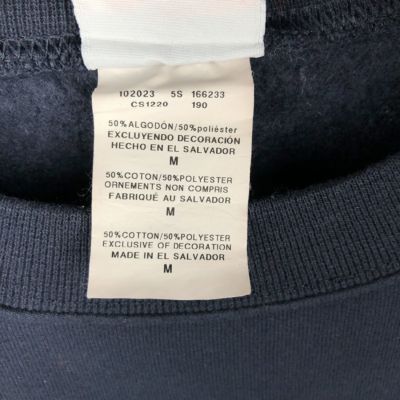 102023 5S 166233
CS1220 190
50%ALGODÓN/50%poliéster
EXCLUYENDO DECORACIÓN
HECHO EN EL SALVADOR
M
50%COTON/50%POLYESTER
ORNEMENTS NON COMPRIS
FABRIQUÉ AU SALVADOR
M
50%COTTON/50%POLYESTER
EXCLUSIVE OF DECORATION
MADE IN EL SALVADOR
M